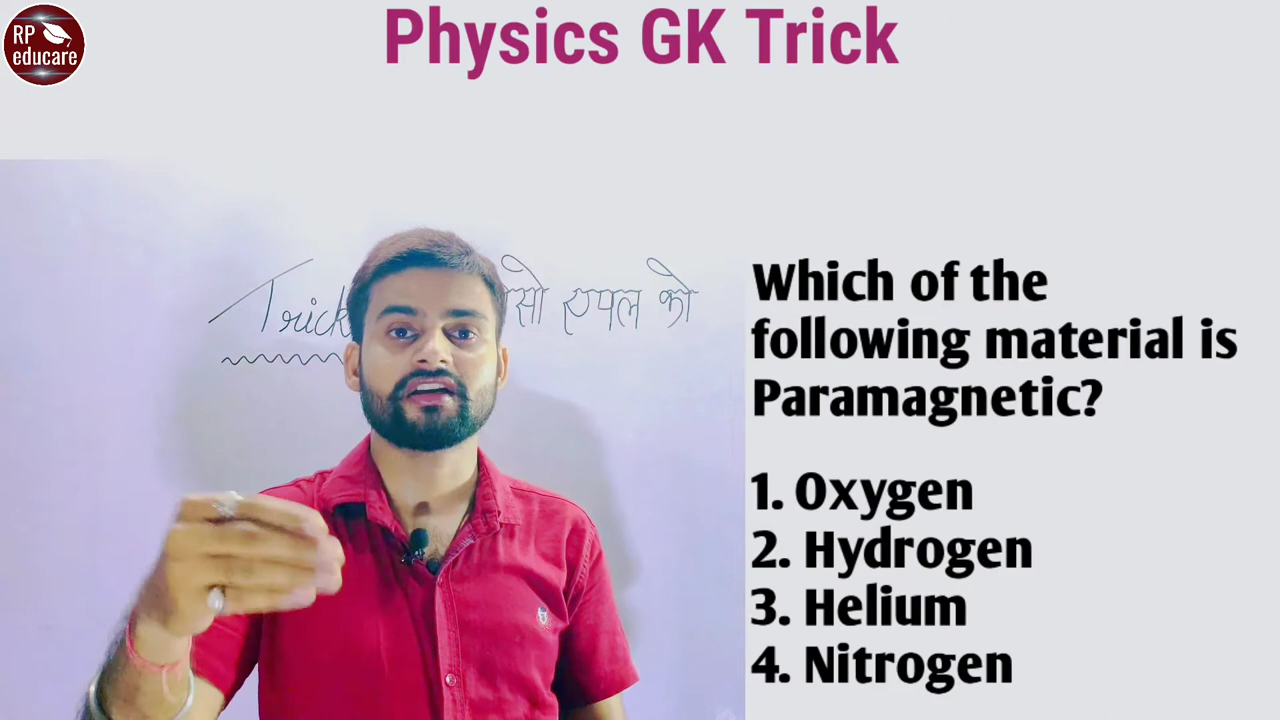 RP
educare
Physics GK Trick
Trick
एपल को
Which of the
following material is
Paramagnetic?
1. Oxygen
2. Hydrogen
3. Helium
4. Nitrogen